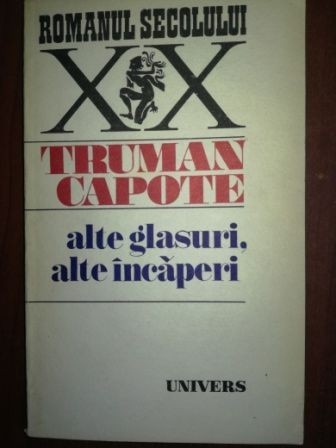 ROMANUL SECOLULUI
XX
TRUMAN
CAPOTE
alte glasuri,
alte încăperi
UNIVERS